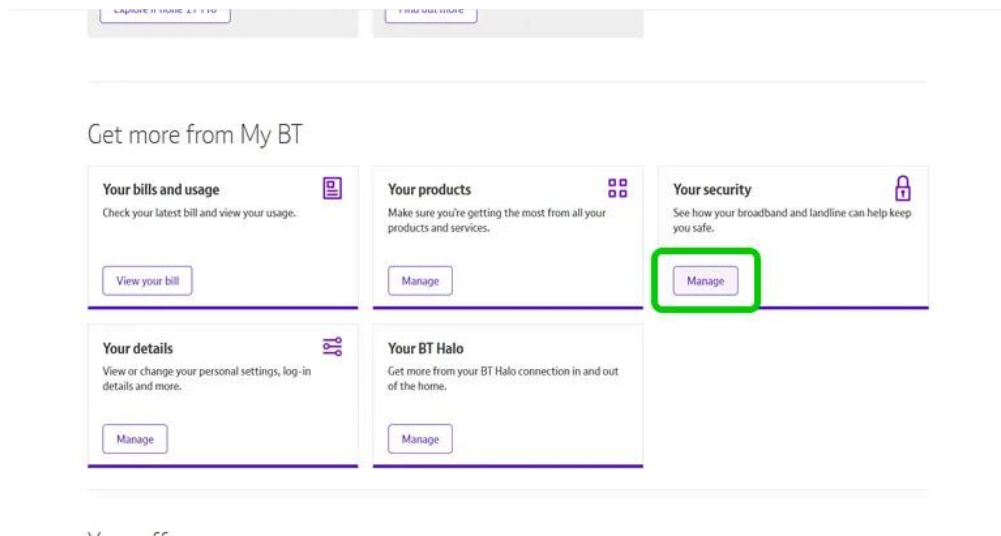 Find out more
Get more from My BT
Your bills and usage
Check your latest bill and view your usage.
View your bill
Your products
Make sure you're getting the most from all your
products and services.
Manage
Your security
See how your broadband and landline can help keep
you safe.
Manage
Your details
View or change your personal settings, log-in
details and more.
Manage
Your BT Halo
Get more from your BT Halo connection in and out
of the home.
Manage